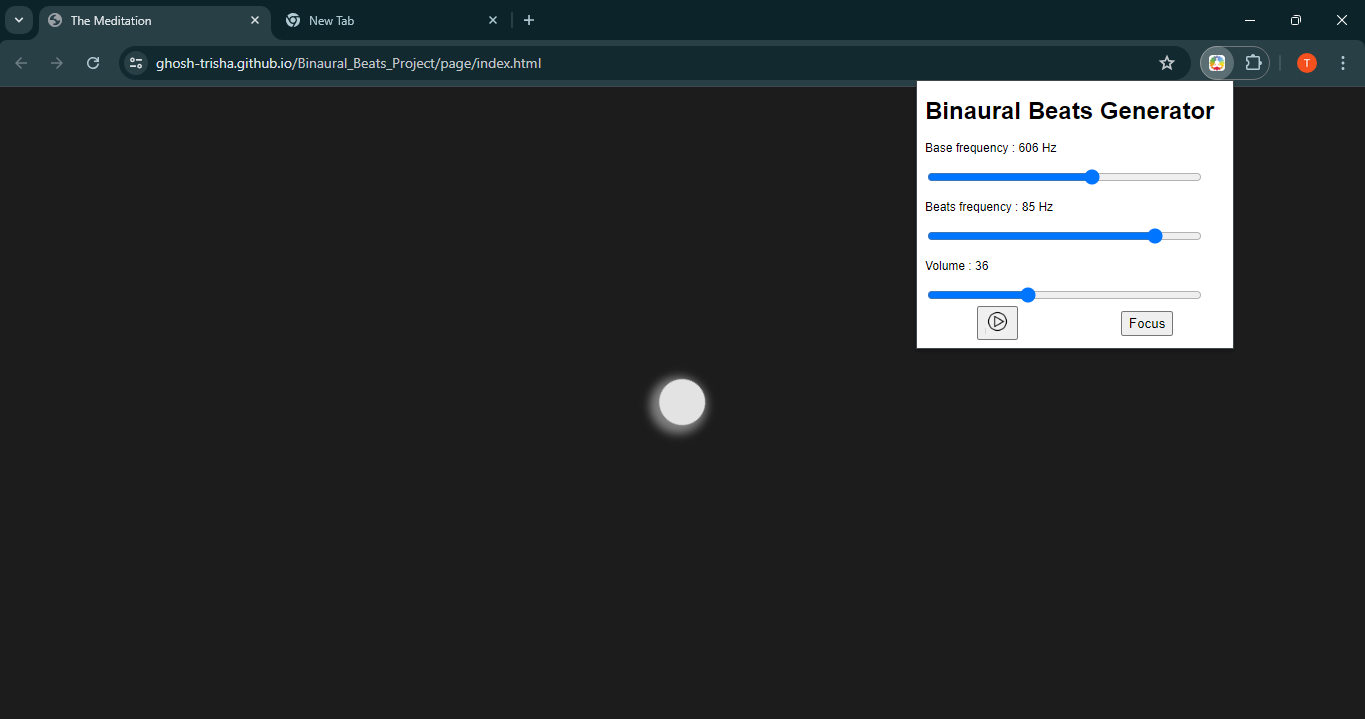 The Meditation
New Tab
ghosh-trisha.github.io/Binaural_Beats_Project/page/index.html
T
Binaural Beats Generator
Base frequency : 606 Hz
Beats frequency : 85 Hz
Volume : 36
Focus